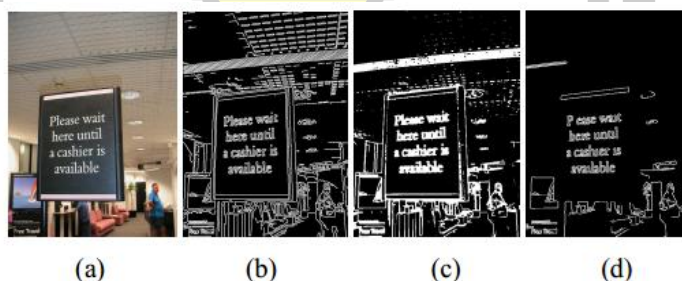 Please wait
here until
a cashier is
available
Please wait
here until
a cashier is
available
Please wait
here until
a cashier is
available
P ease wait
here until
a cashier is
available
(a) (b) (c) (d)